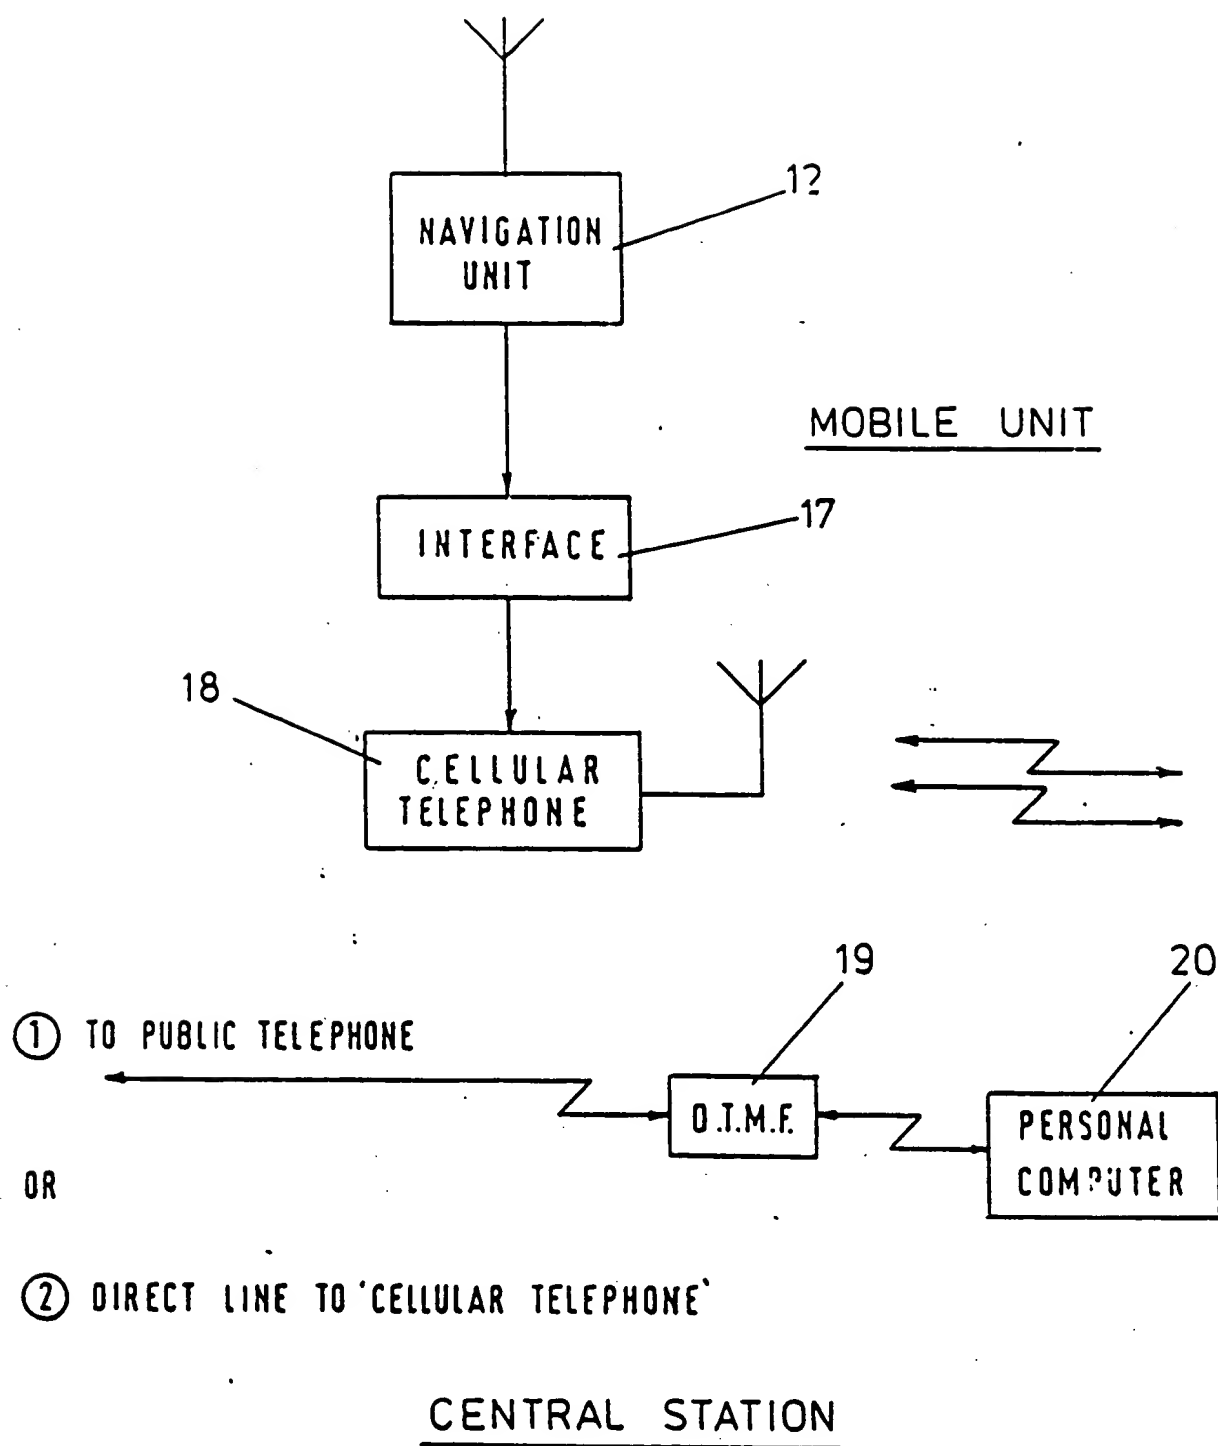 12
NAVIGATION
UNIT
MOBILE UNIT
17
INTERFACE
18
CELLULAR
TELEPHONE
19
20
1 TO PUBLIC TELEPHONE
D.T.M.F.
PERSONAL
COMPUTER
OR
2 DIRECT LINE TO 'CELLULAR TELEPHONE'
CENTRAL STATION